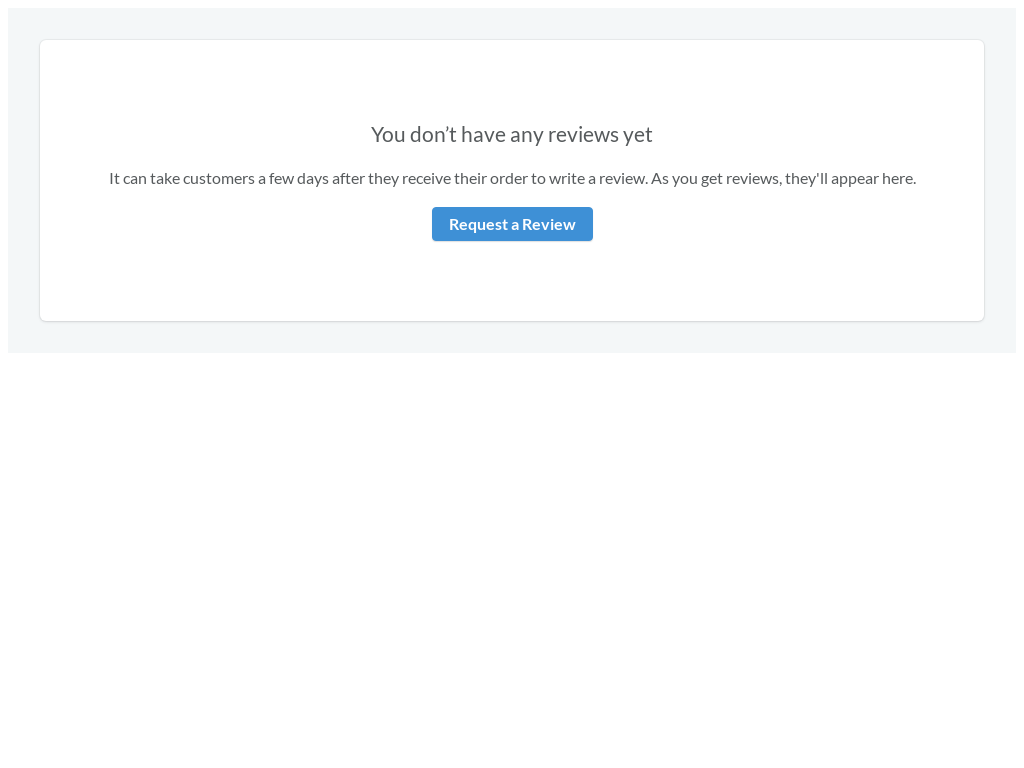 You don’t have any reviews yet
It can take customers a few days after they receive their order to write a review. As you get reviews, they'll appear here.
Request a Review